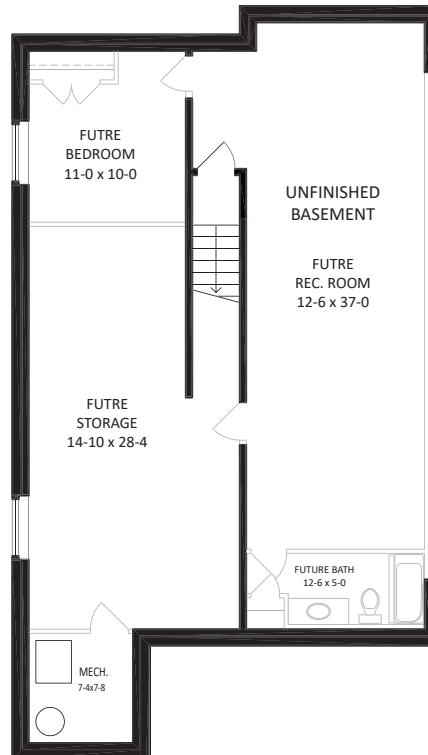 FUTRE
BEDROOM
11-0 x 10-0
UNFINISHED
BASEMENT
FUTRE
REC. ROOM
12-6 x 37-0
FUTRE
STORAGE
14-10 x 28-4
FUTURE BATH
12-6 x 5-0
MECH.
7-4x7-8